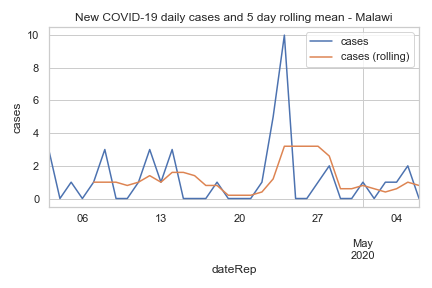 New COVID-19 daily cases and 5 day rolling mean - Malawi
cases
cases (rolling)
10
8
6
4
2
0
cases
06
13
20
27
04
May
2020
dateRep